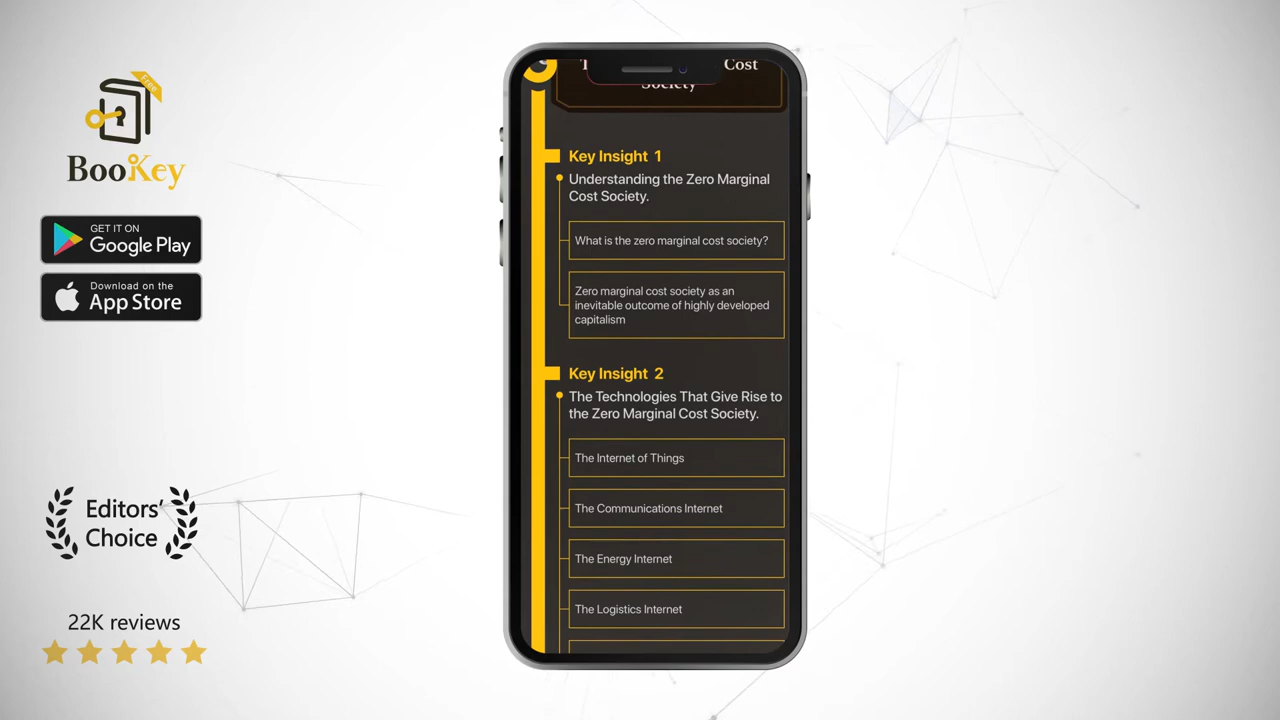 Free
BooKey
GET IT ON
Google Play
Download on the
App Store
Editors'
Choice
22K reviews
Cost
Society
Key Insight 1
Understanding the Zero Marginal
Cost Society.
What is the zero marginal cost society?
Zero marginal cost society as an
inevitable outcome of highly developed
capitalism
Key Insight 2
The Technologies That Give Rise to
the Zero Marginal Cost Society.
The Internet of Things
The Communications Internet
The Energy Internet
The Logistics Internet